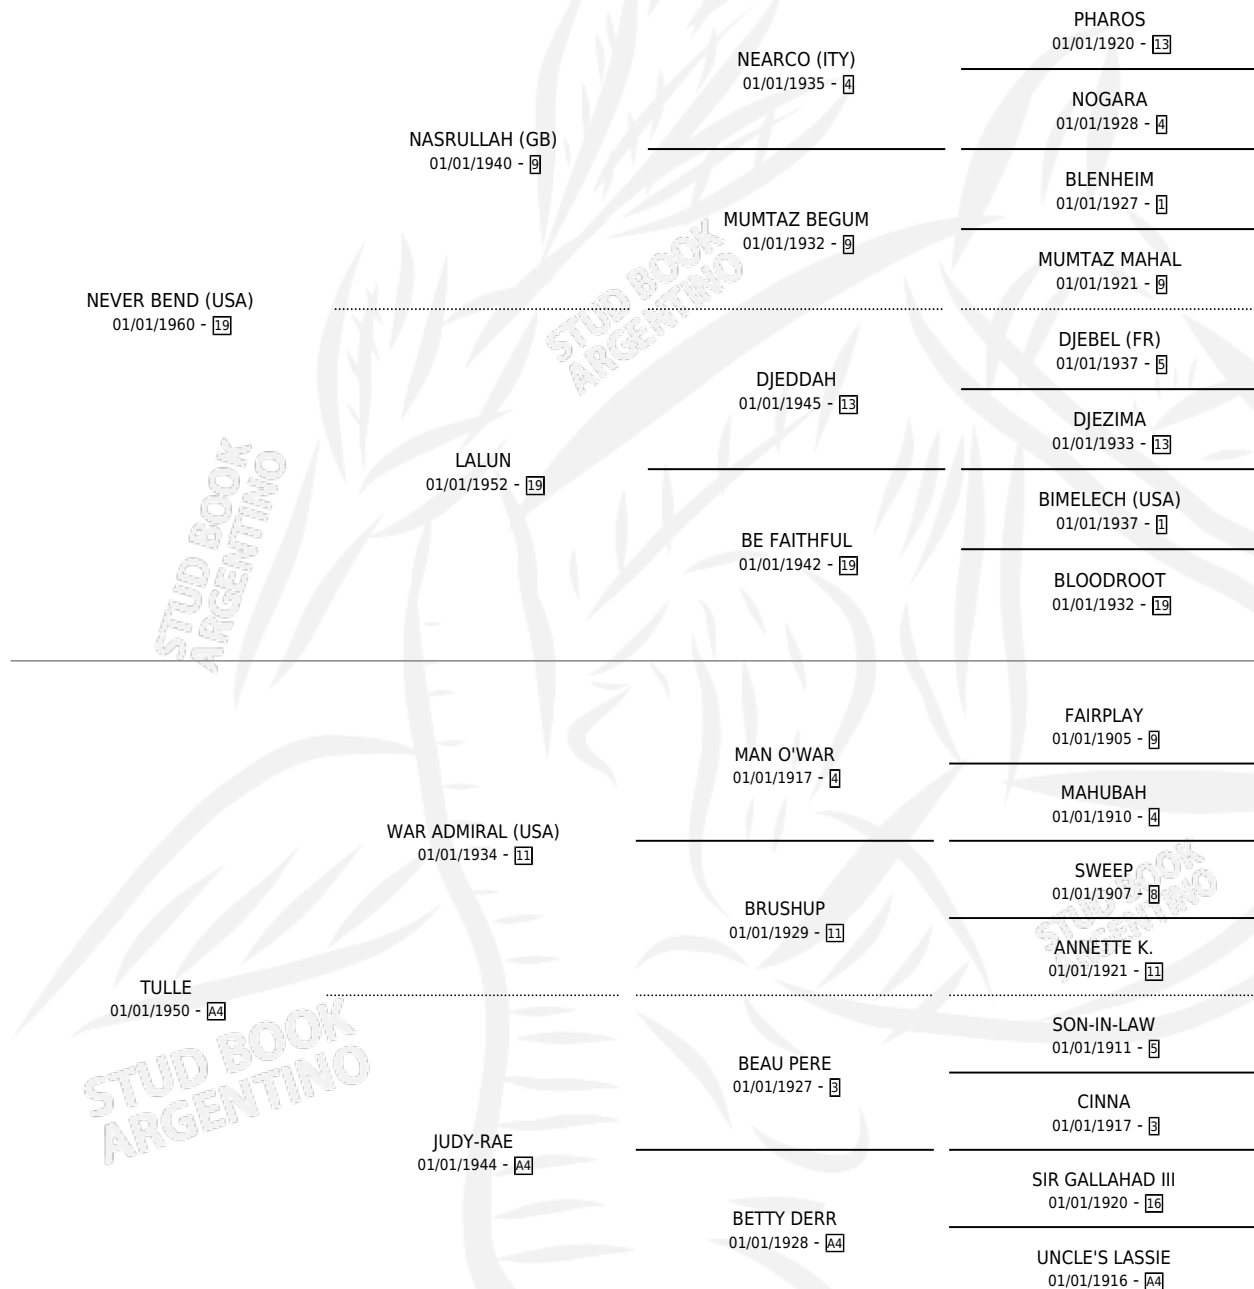 PHAROS
01/01/1920 - 13
NEARCO (ITY)
01/01/1935 - 4
NOGARA
01/01/1928 - 4
NASRULLAH (GB)
01/01/1940 - 9
BLENHEIM
01/01/1927 - 1
MUMTAZ BEGUM
01/01/1932 - 9
MUMTAZ MAHAL
01/01/1921 - 9
NEVER BEND (USA)
01/01/1960 - 19
STUD BOOK
ARGENTINO
DJEBEL (FR)
01/01/1937 - 5
DJEDDAH
01/01/1945 - 13
DJEZIMA
01/01/1933 - 13
LALUN
01/01/1952 - 19
BIMELECH (USA)
01/01/1937 - 1
BE FAITHFUL
01/01/1942 - 19
BLOODROOT
01/01/1932 - 19
STUD BOOK
ARGENTINO
FAIRPLAY
01/01/1905 - 9
MAN O'WAR
01/01/1917 - 4
MAHUBAH
01/01/1910 - 4
WAR ADMIRAL (USA)
01/01/1934 - 11
SWEEP
01/01/1907 - 8
BRUSHUP
01/01/1929 - 11
ANNETTE K.
01/01/1921 - 11
STUD BOOK
ARGENTINO
TULLE
01/01/1950 - A4
SON-IN-LAW
01/01/1911 - 5
BEAU PERE
01/01/1927 - 3
CINNA
01/01/1917 - 3
STUD BOOK
ARGENTINO
JUDY-RAE
01/01/1944 - A4
SIR GALLAHAD III
01/01/1920 - 16
BETTY DERR
01/01/1928 - A4
UNCLE'S LASSIE
01/01/1916 - A4